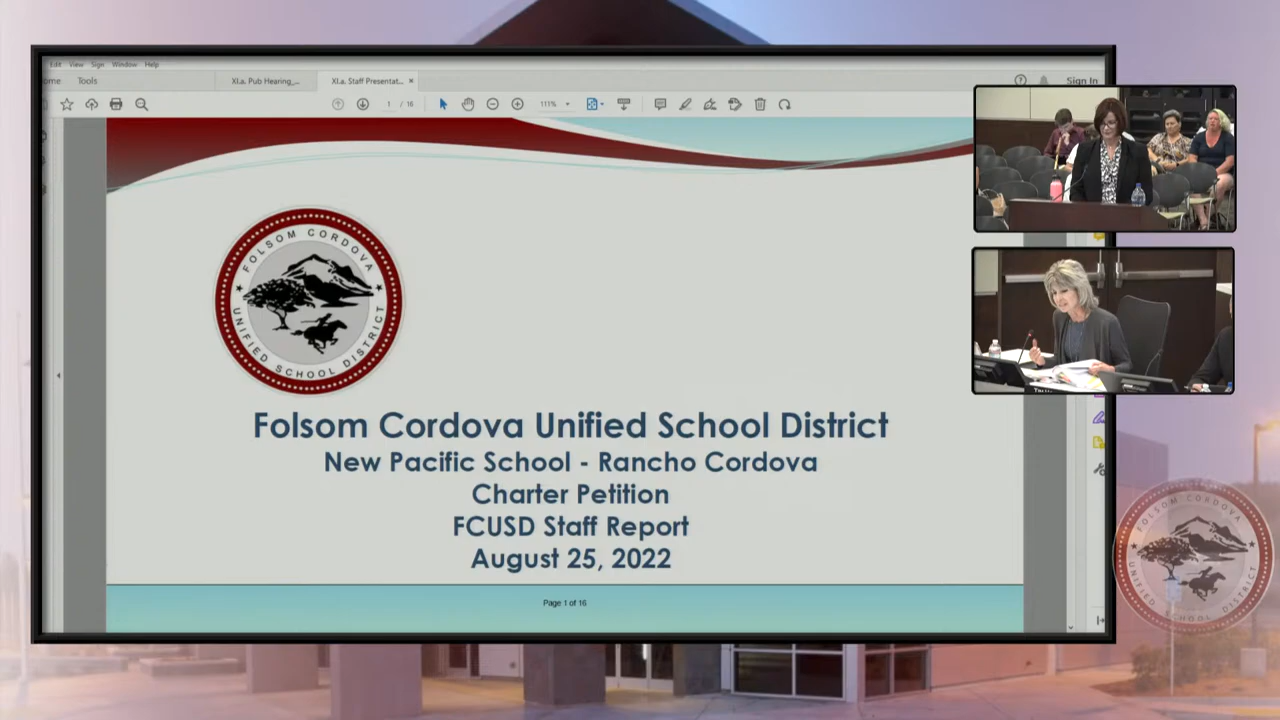 Edit View Sign Window Help
ome Tools XI.a. Pub Hearing_... XI.a. Staff Presentat... × Sign In
1 / 16 111%
FOLSOM CORDOVA
UNIFIED SCHOOL DISTRICT
Folsom Cordova Unified School District
New Pacific School - Rancho Cordova
Charter Petition
FCUSD Staff Report
August 25, 2022
Page 1 of 16
FOLSOM CORDOVA
UNIFIED SCHOOL DISTRICT